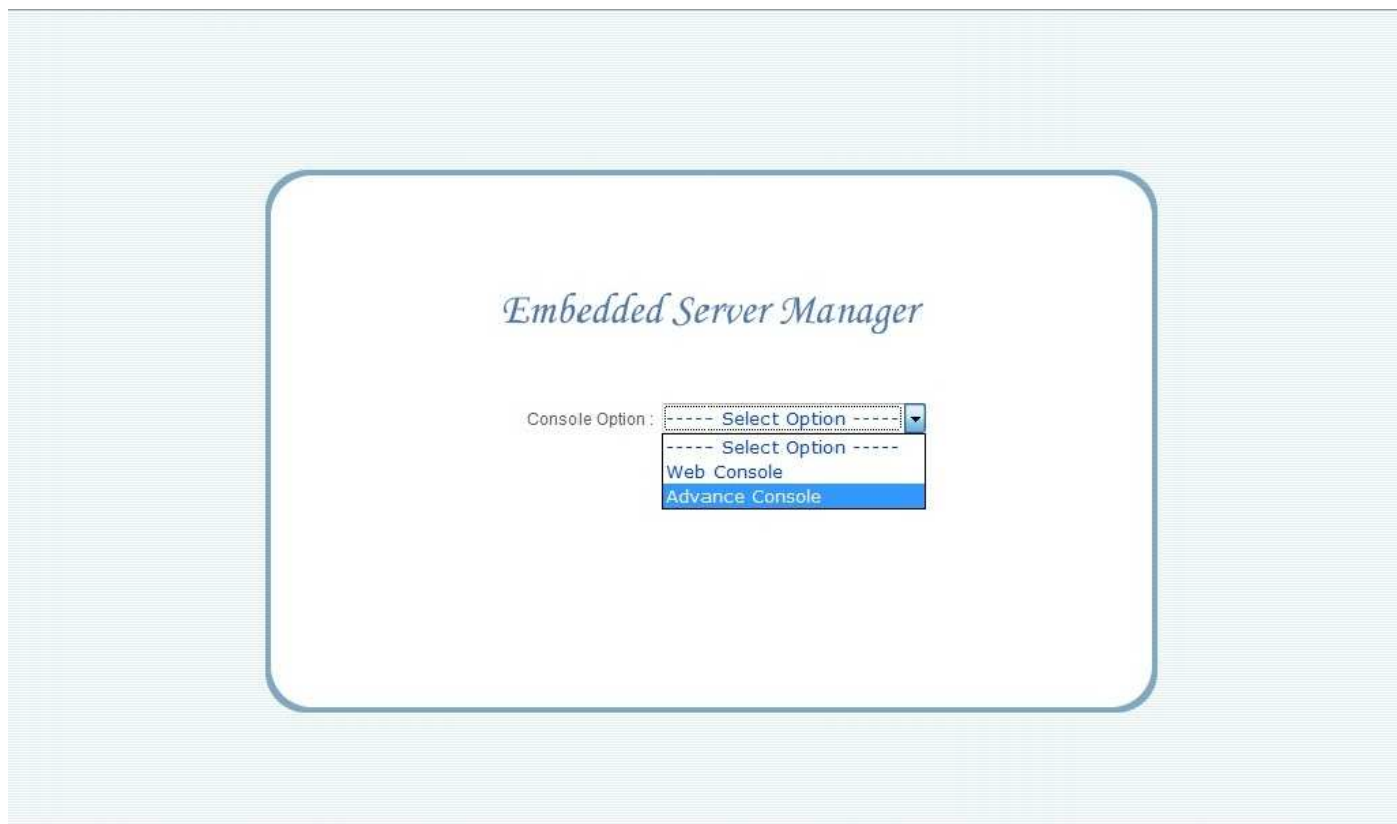 Embedded Server Manager
Console Option : ----- Select Option -----
----- Select Option -----
Web Console
Advance Console